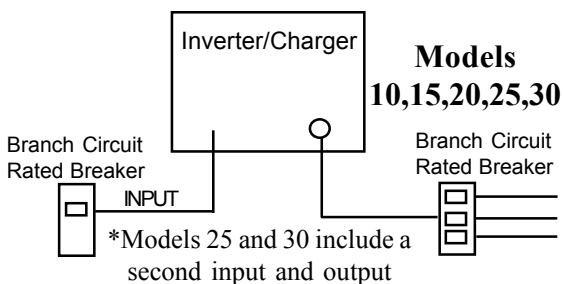 Inverter/Charger
Models
10,15,20,25,30
Branch Circuit
Rated Breaker
INPUT
Branch Circuit
Rated Breaker
*Models 25 and 30 include a
second input and output